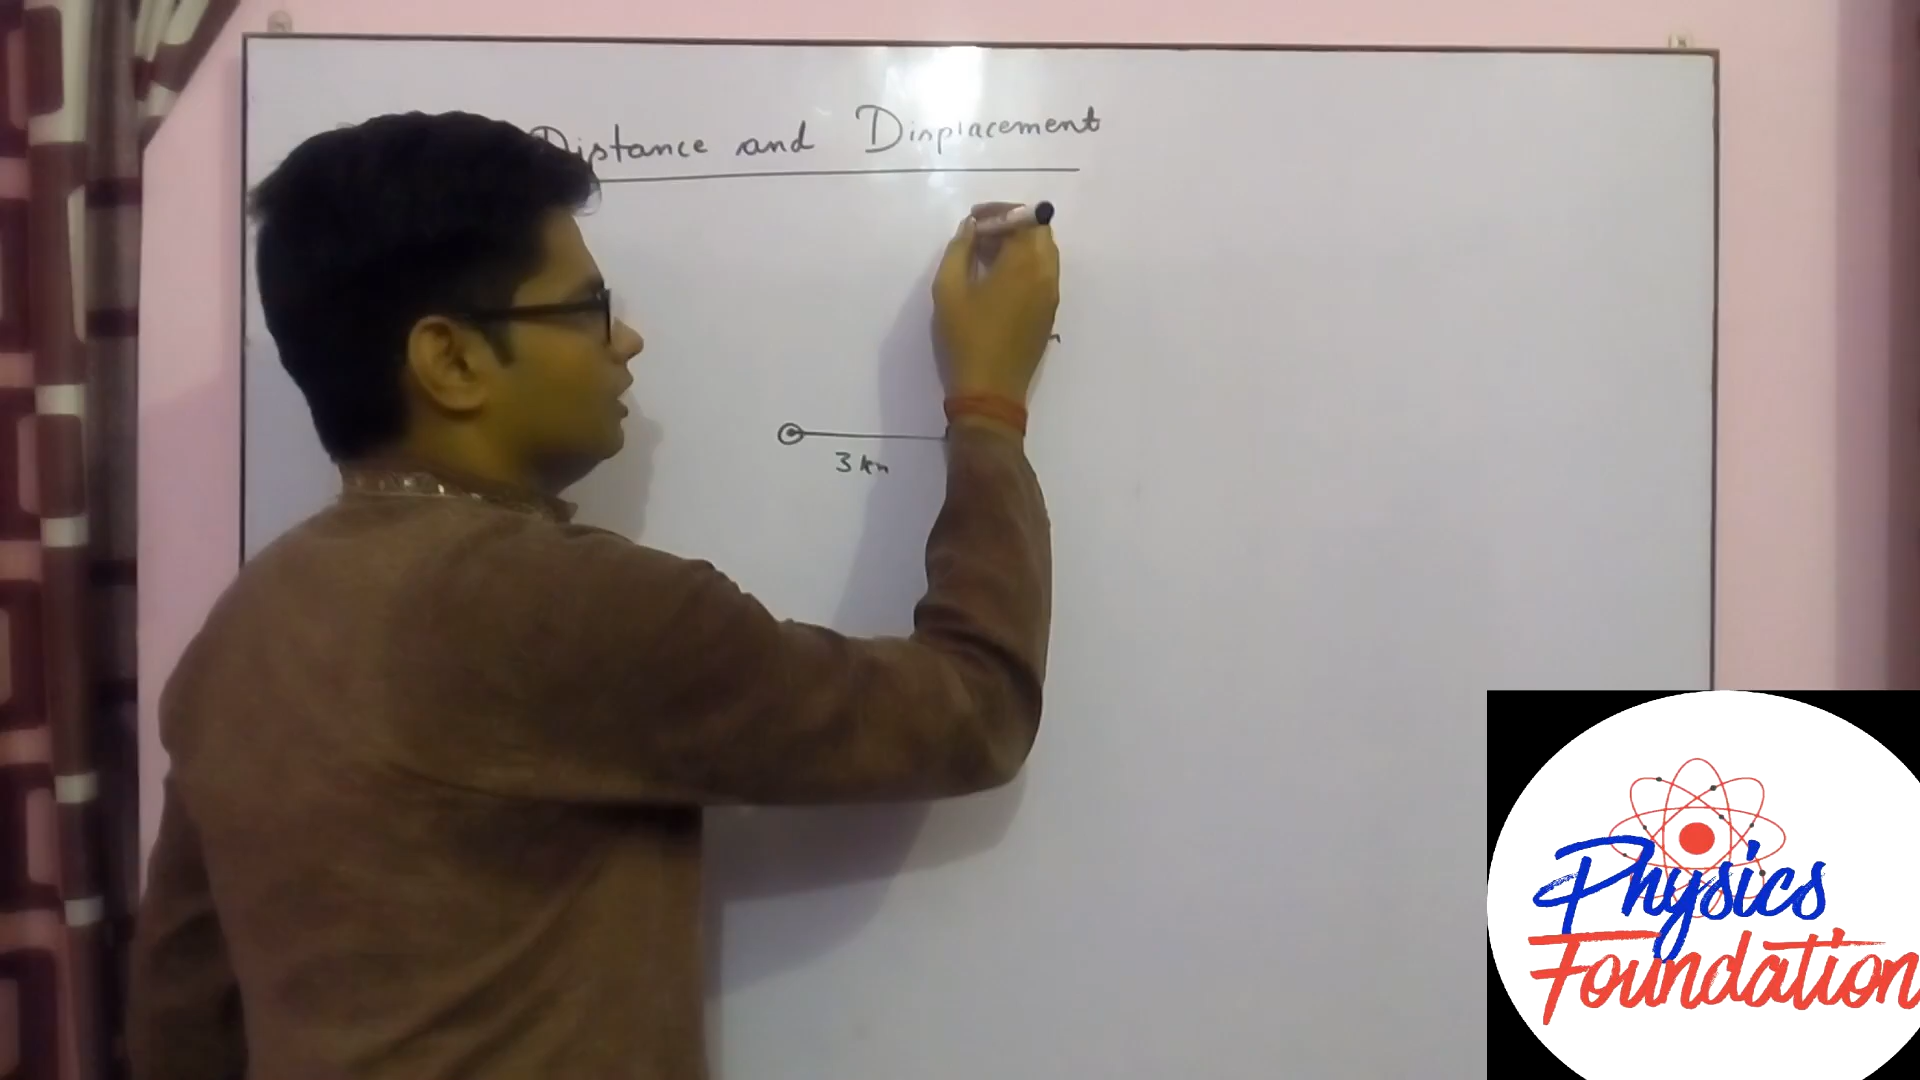 Distance and Displacement
3 km
Physics
Foundation